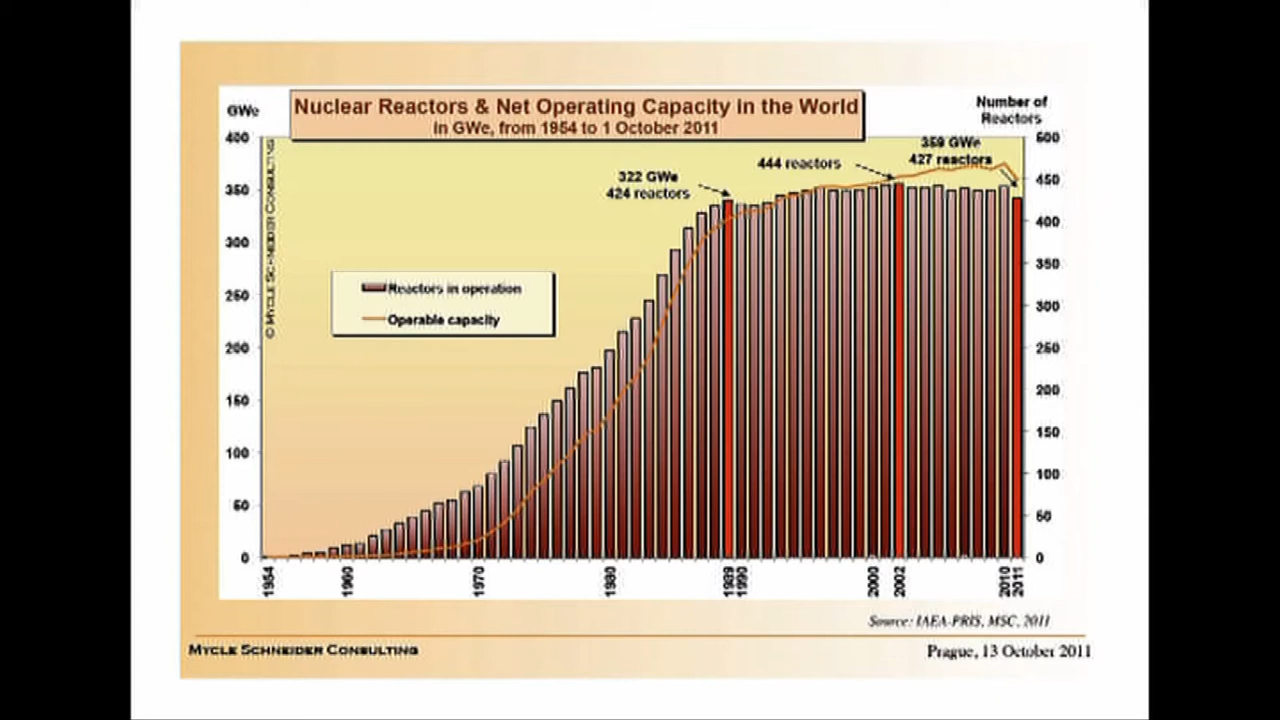 Nuclear Reactors & Net Operating Capacity in the World
in GWe, from 1954 to 1 October 2011
GWe
Number of
Reactors
400
350
300
250
200
150
100
50
0
© MYCLE SCHNEIDER CONSULTING
322 GWe
424 reactors
444 reactors
369 GWe
427 reactors
Reactors in operation
Operable capacity
500
450
400
350
300
250
200
150
100
50
0
1954
1960
1970
1980
1989
1990
2000
2002
2010
2011
Source: IAEA-PRIS, MSC, 2011
MYCLE SCHNEIDER CONSULTING
Prague, 13 October 2011